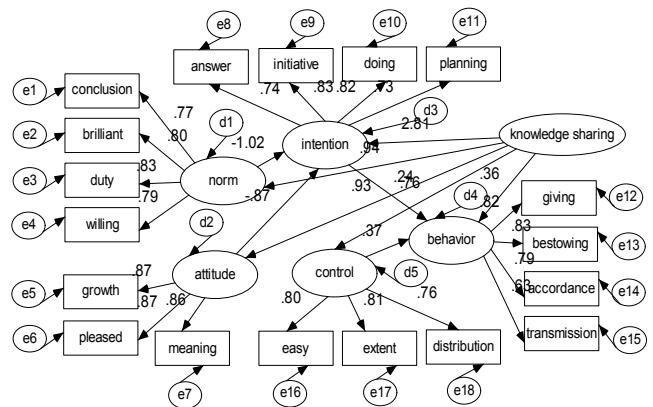 e8
e9
e10
e11
answer
initiative
doing
planning
e1
conclusion
.74
.83
.82
.73
e2
brilliant
.77
.80
d1
-1.02
intention
d3
2.81
.94
knowledge sharing
e3
duty
.83
norm
e4
willing
.79
-.87
.93
.24
.76
.36
d4
.82
giving
e12
d2
.37
behavior
.83
bestowing
e13
e5
growth
.87
attitude
control
d5
.79
accordance
e14
e6
pleased
.87
.86
.80
.81
.76
.63
transmission
e15
meaning
easy
extent
distribution
e7
e16
e17
e18